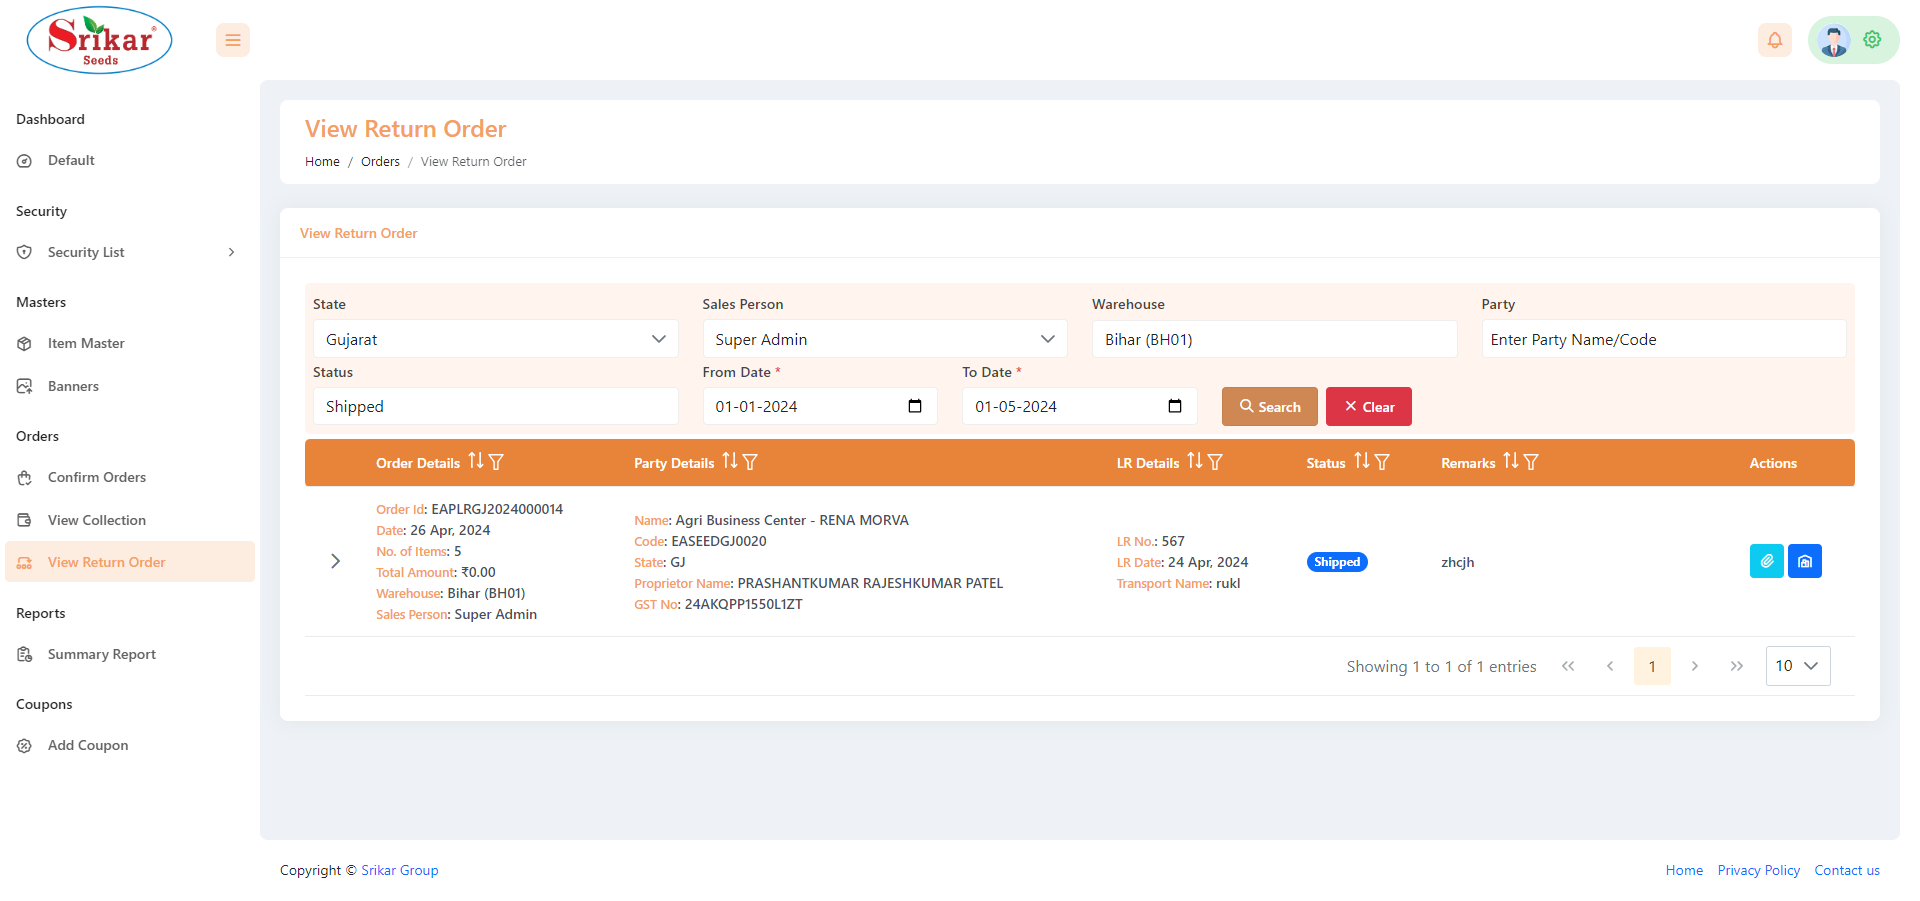 Srikar®
Seeds
Dashboard
Default
Security
Security List
Masters
Item Master
Banners
Orders
Confirm Orders
View Collection
View Return Order
Reports
Summary Report
Coupons
Add Coupon
View Return Order
Home / Orders / View Return Order
View Return Order
State
Gujarat
Sales Person
Super Admin
Warehouse
Bihar (BH01)
Party
Enter Party Name/Code
Status
Shipped
From Date *
01-01-2024
To Date *
01-05-2024
Search
Clear
Order Details Party Details LR Details Status Remarks Actions
Order Id: EAPLRGJ2024000014
Date: 26 Apr, 2024
No. of Items: 5
Total Amount: ₹0.00
Warehouse: Bihar (BH01)
Sales Person: Super Admin
Name: Agri Business Center - RENA MORVA
Code: EASEEDGJ0020
State: GJ
Proprietor Name: PRASHANTKUMAR RAJESHKUMAR PATEL
GST No: 24AKQPP1550L1ZT
LR No.: 567
LR Date: 24 Apr, 2024
Transport Name: rukl
Shipped
zhcjh
Showing 1 to 1 of 1 entries
1
10
Copyright © Srikar Group
Home Privacy Policy Contact us